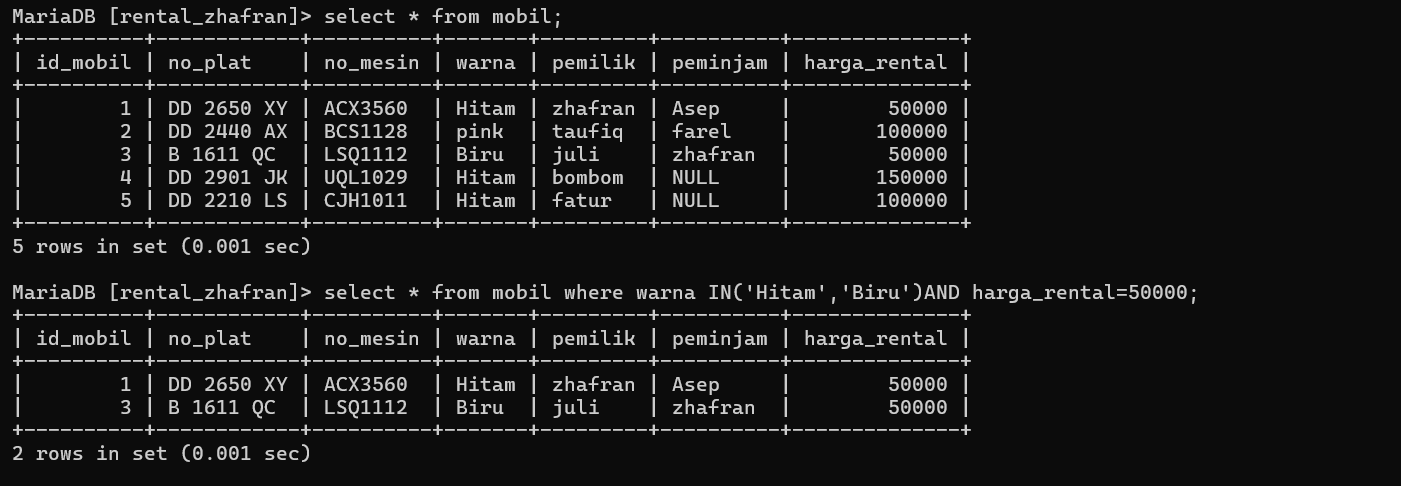 MariaDB [rental_zhafran]> select * from mobil;
+----------+------------+----------+-------+---------+----------+--------------+
| id_mobil | no_plat    | no_mesin | warna | pemilik | peminjam | harga_rental |
+----------+------------+----------+-------+---------+----------+--------------+
|        1 | DD 2650 XY | ACX3560  | Hitam | zhafran | Asep     |        50000 |
|        2 | DD 2440 AX | BCS1128  | pink  | taufiq  | farel    |       100000 |
|        3 | B 1611 QC  | LSQ1112  | Biru  | juli    | zhafran  |        50000 |
|        4 | DD 2901 JK | UQL1029  | Hitam | bombom  | NULL     |       150000 |
|        5 | DD 2210 LS | CJH1011  | Hitam | fatur   | NULL     |       100000 |
+----------+------------+----------+-------+---------+----------+--------------+
5 rows in set (0.001 sec)

MariaDB [rental_zhafran]> select * from mobil where warna IN('Hitam','Biru')AND harga_rental=50000;
+----------+------------+----------+-------+---------+----------+--------------+
| id_mobil | no_plat    | no_mesin | warna | pemilik | peminjam | harga_rental |
+----------+------------+----------+-------+---------+----------+--------------+
|        1 | DD 2650 XY | ACX3560  | Hitam | zhafran | Asep     |        50000 |
|        3 | B 1611 QC  | LSQ1112  | Biru  | juli    | zhafran  |        50000 |
+----------+------------+----------+-------+---------+----------+--------------+
2 rows in set (0.001 sec)